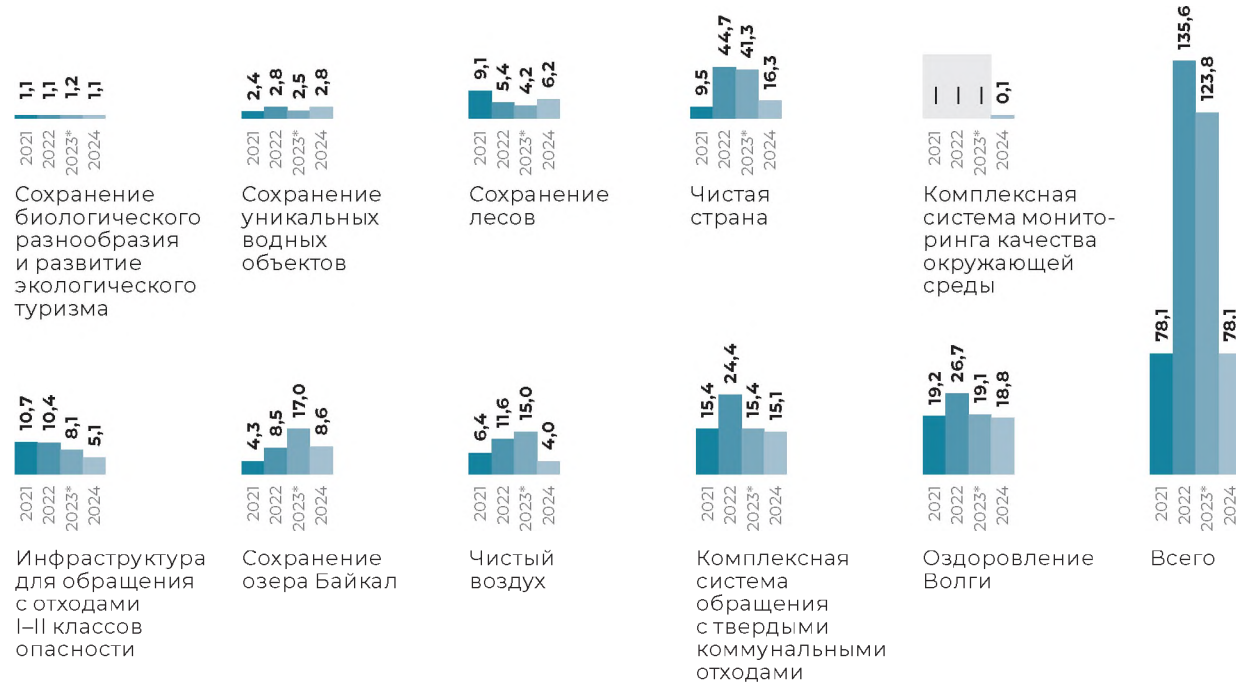 1,1 1,1 1,2 1,1
2021 2022 2023* 2024
Сохранение
биологического
разнообразия
и развитие
экологического
туризма
2,4 2,8 2,5 2,8
2021 2022 2023* 2024
Сохранение
уникальных
водных
объектов
9,1 5,4 4,2 6,2
2021 2022 2023* 2024
Сохранение
лесов
9,5 44,7 41,3 16,3
2021 2022 2023* 2024
Чистая
страна
— — — 0,1
2021 2022 2023* 2024
Комплексная
система монито-
ринга качества
окружающей
среды
10,7 10,4 8,1 5,1
2021 2022 2023* 2024
Инфраструктура
для обращения
с отходами
I–II классов
опасности
4,3 8,5 17,0 8,6
2021 2022 2023* 2024
Сохранение
озера Байкал
6,4 11,6 15,0 4,0
2021 2022 2023* 2024
Чистый
воздух
15,4 24,4 15,4 15,1
2021 2022 2023* 2024
Комплексная
система
обращения
с твердыми
коммунальными
отходами
19,2 26,7 19,1 18,8
2021 2022 2023* 2024
Оздоровление
Волги
78,1 135,6 123,8 78.1
2021 2022 2023* 2024
Всего